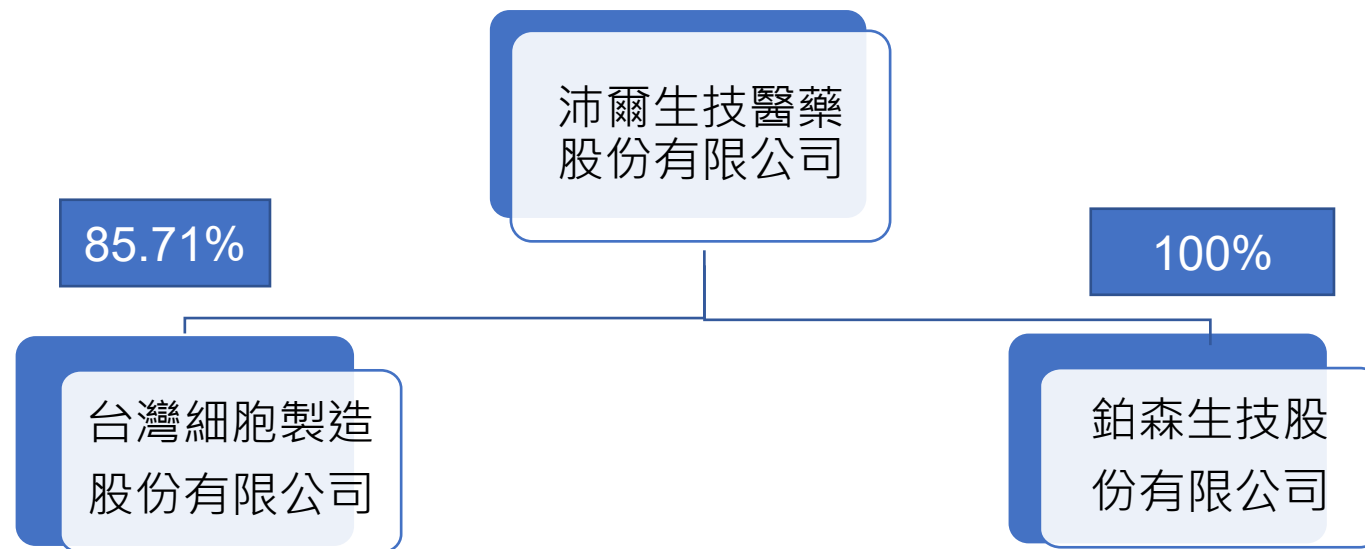 沛爾生技醫藥
股份有限公司
85.71%
100%
台灣細胞製造
股份有限公司
鉑森生技股
份有限公司